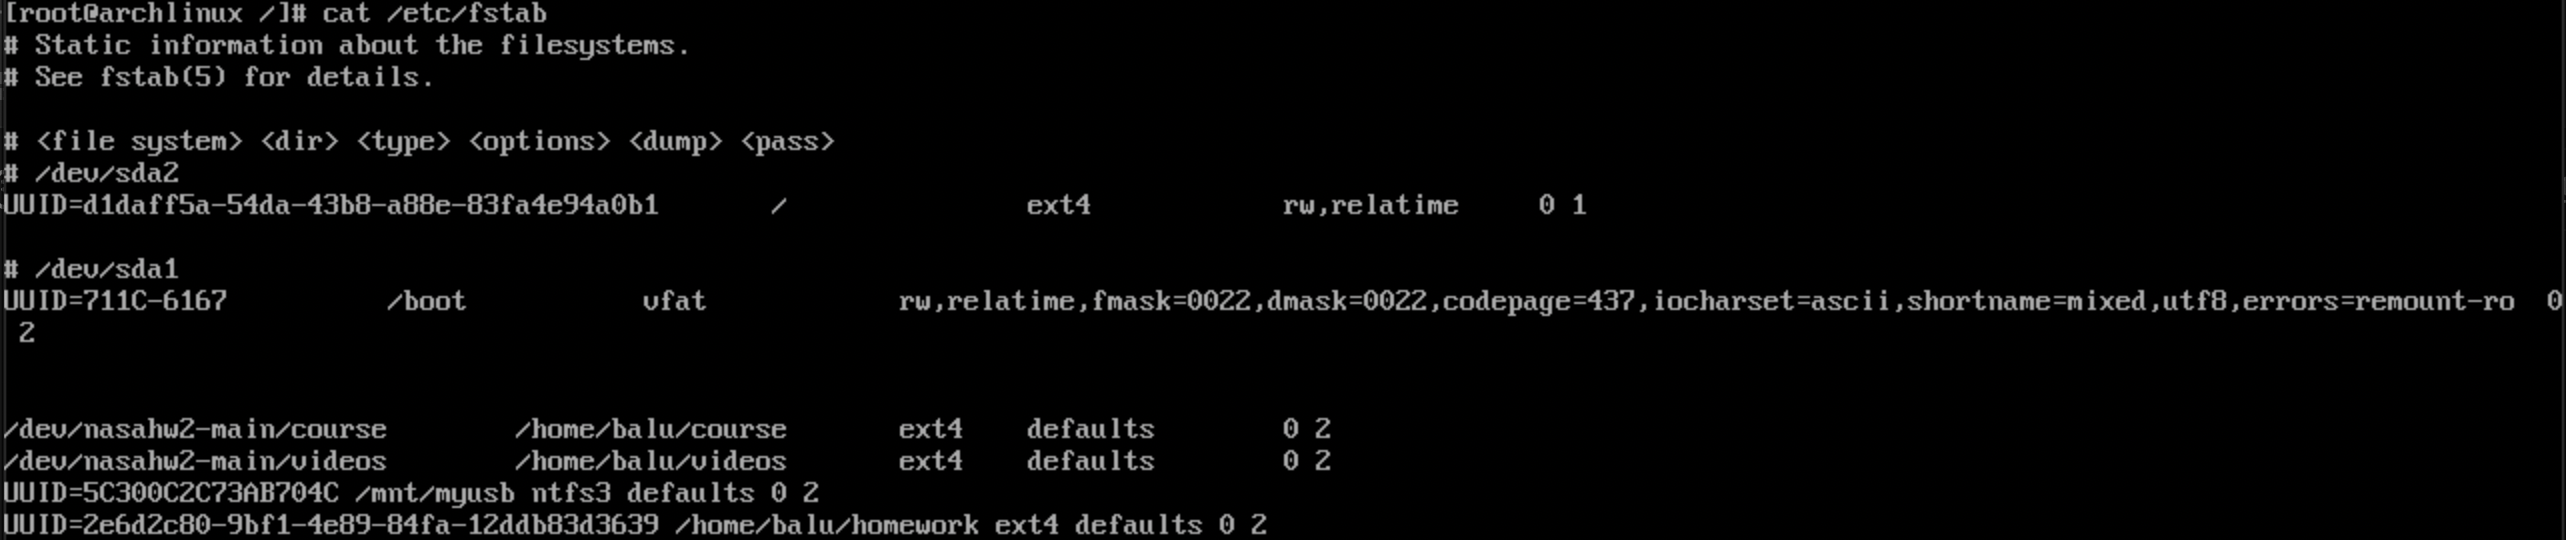 [root@archlinux /]# cat /etc/fstab
# Static information about the filesystems.
# See fstab(5) for details.
# <file system> <dir> <type> <options> <dump> <pass>
# /dev/sda2
UUID=d1daff5a-54da-43b8-a88e-83fa4e94a0b1 / ext4 rw,relatime 0 1
# /dev/sda1
UUID=711C-6167 /boot vfat rw,relatime,fmask=0022,dmask=0022,codepage=437,iocharset=ascii,shortname=mixed,utf8,errors=remount-ro 0
2
/dev/nasahw2-main/course /home/balu/course ext4 defaults 0 2
/dev/nasahw2-main/videos /home/balu/videos ext4 defaults 0 2
UUID=5C300C2C73AB704C /mnt/myusb ntfs3 defaults 0 2
UUID=2e6d2c80-9bf1-4e89-84fa-12ddb83d3639 /home/balu/homework ext4 defaults 0 2